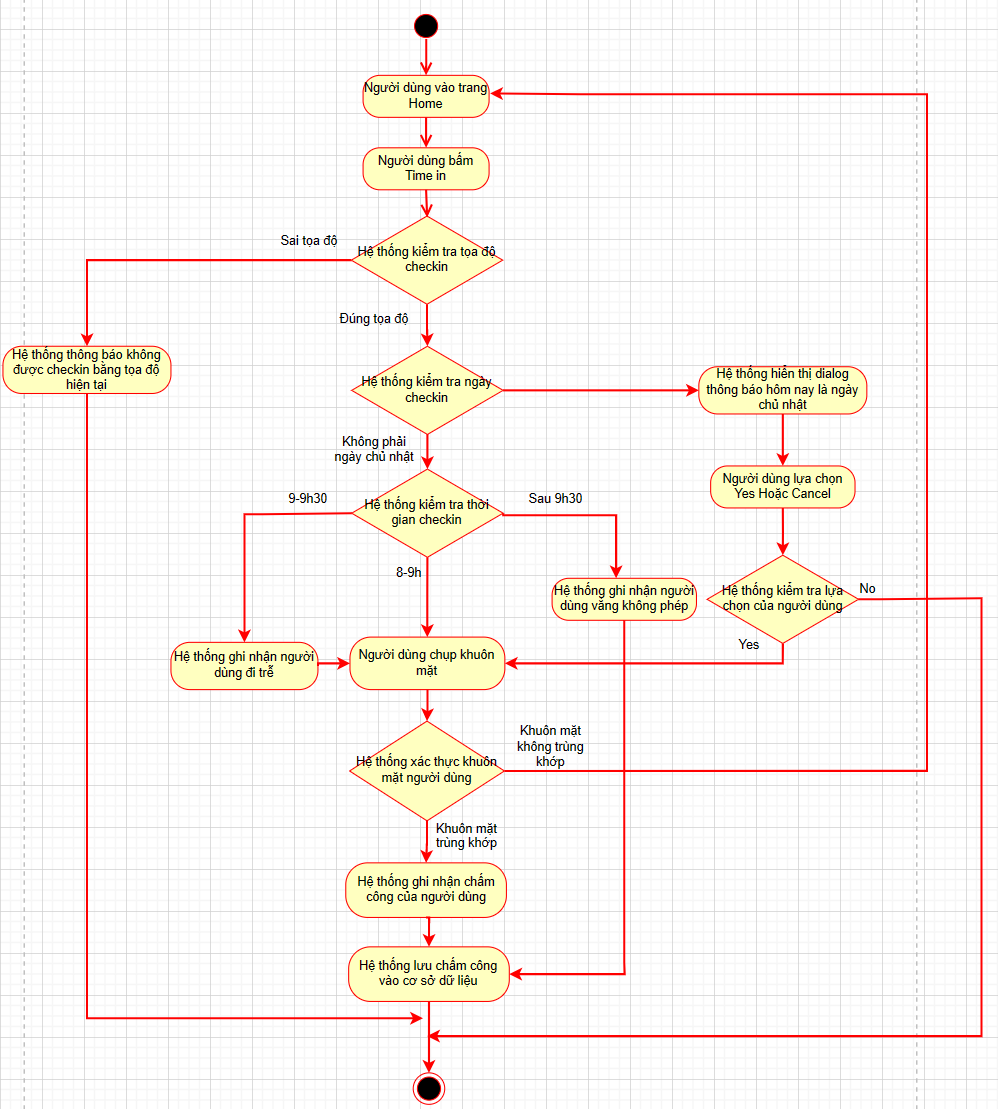 Người dùng vào trang
Home
Người dùng bấm
Time in
Sai tọa độ
Hệ thống kiểm tra tọa độ
checkin
Đúng tọa độ
Hệ thống thông báo không
được checkin bằng tọa độ
hiện tại
Hệ thống kiểm tra ngày
checkin
Hệ thống hiển thị dialog
thông báo hôm nay là ngày
chủ nhật
Không phải
ngày chủ nhật
Người dùng lựa chọn
Yes Hoặc Cancel
9-9h30
Hệ thống kiểm tra thời
gian checkin
Sau 9h30
8-9h
Hệ thống ghi nhận người
dùng vắng không phép
Hệ thống kiểm tra lựa
chọn của người dùng
No
Yes
Hệ thống ghi nhận người
dùng đi trễ
Người dùng chụp khuôn
mặt
Khuôn mặt
không trùng
khớp
Hệ thống xác thực khuôn
mặt người dùng
Khuôn mặt
trùng khớp
Hệ thống ghi nhận chấm
công của người dùng
Hệ thống lưu chấm công
vào cơ sở dữ liệu